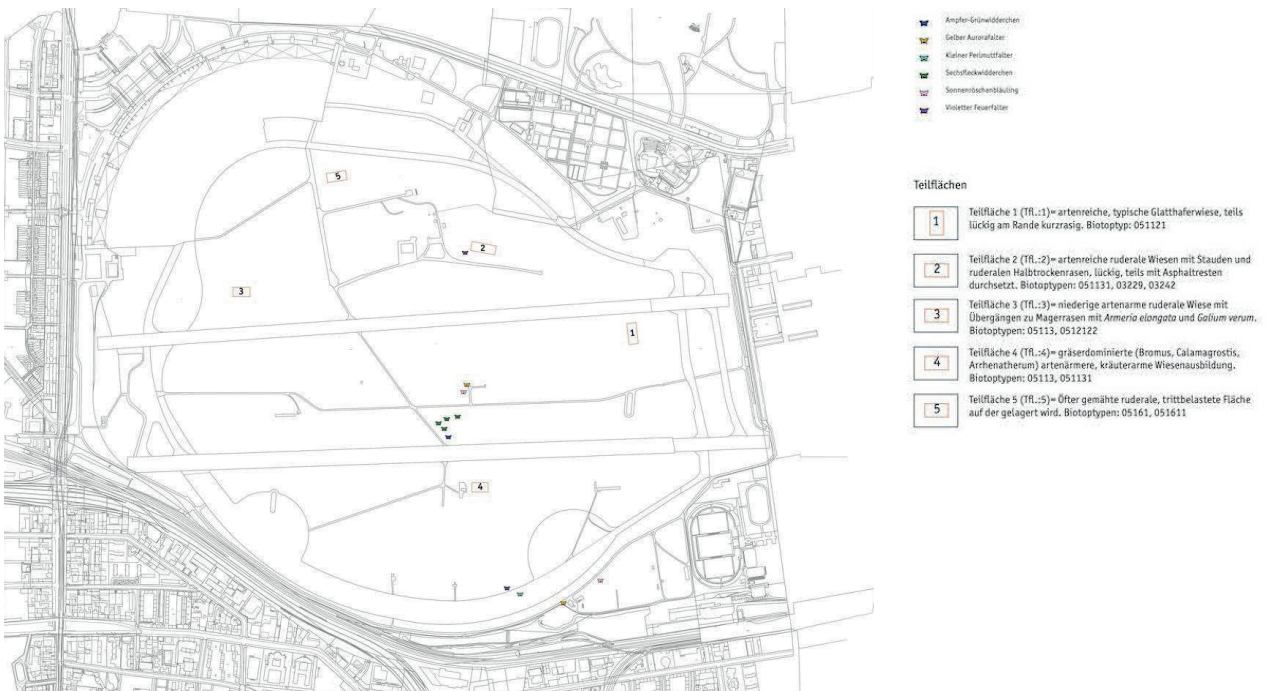 Ampfer-Grünwidderchen
Gelber Aurorafalter
Kleiner Perlmuttfalter
Sechsfleckwidderchen
Sonnenröschenbläuling
Violetter Feuerfalter
5
2
3
1
4
Teilflächen
1
Teilfläche 1 (Tfl.:1)= artenreiche, typische Glatthaferwiese, teils
lückig am Rande kurzrasig. Biotoptyp: 051121
2
Teilfläche 2 (Tfl.:2)= artenreiche ruderale Wiesen mit Stauden und
ruderalen Halbtrockenrasen, lückig, teils mit Asphaltresten
durchsetzt. Biotoptypen: 051131, 03229, 03242
3
Teilfläche 3 (Tfl.:3)= niederige artenarme ruderale Wiese mit
Übergängen zu Magerrasen mit Armeria elongata und Galium verum.
Biotoptypen: 05113, 0512122
4
Teilfläche 4 (Tfl.:4)= gräserdominierte (Bromus, Calamagrostis,
Arrhenatherum) artenärmere, kräuterarme Wiesenausbildung.
Biotoptypen: 05113, 051131
5
Teilfläche 5 (Tfl.:5)= Öfter gemähte ruderale, trittbelastete Fläche
auf der gelagert wird. Biotoptypen: 05161, 051611